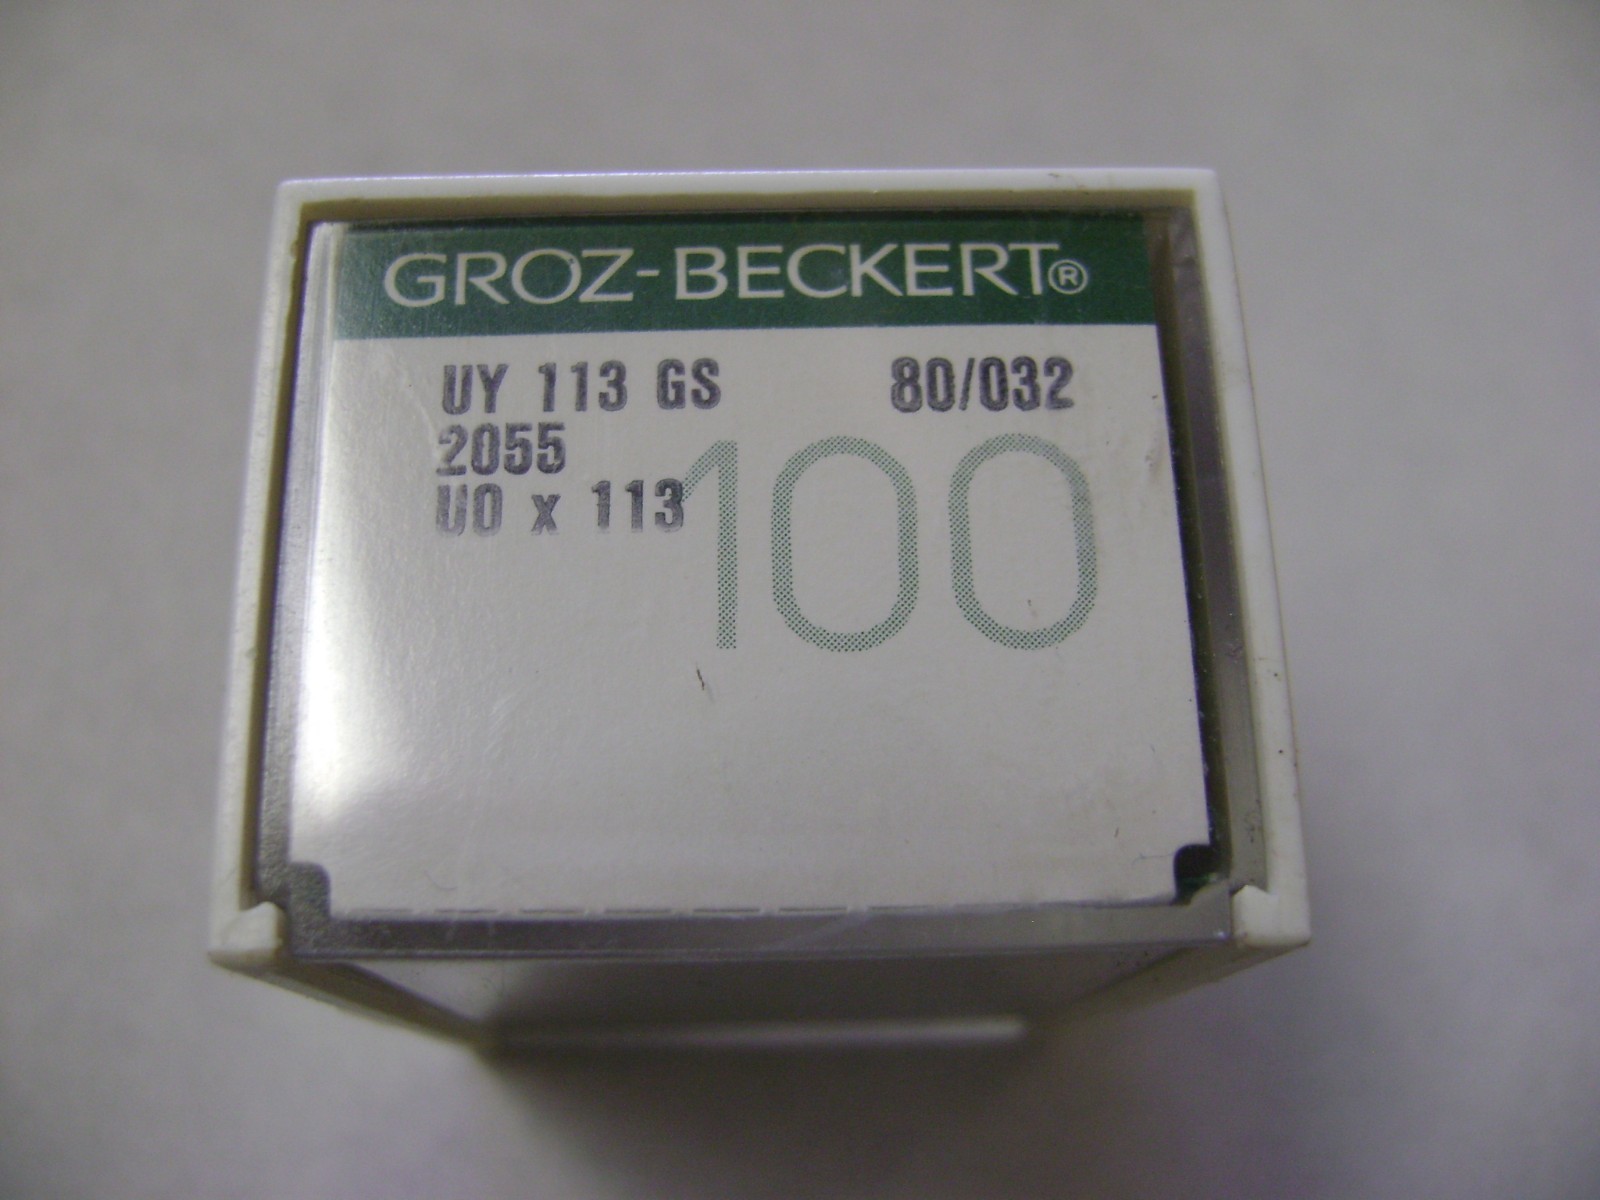 GROZ-BECKERT®
UY 113 GS 80/032
2055
UO x 113
100